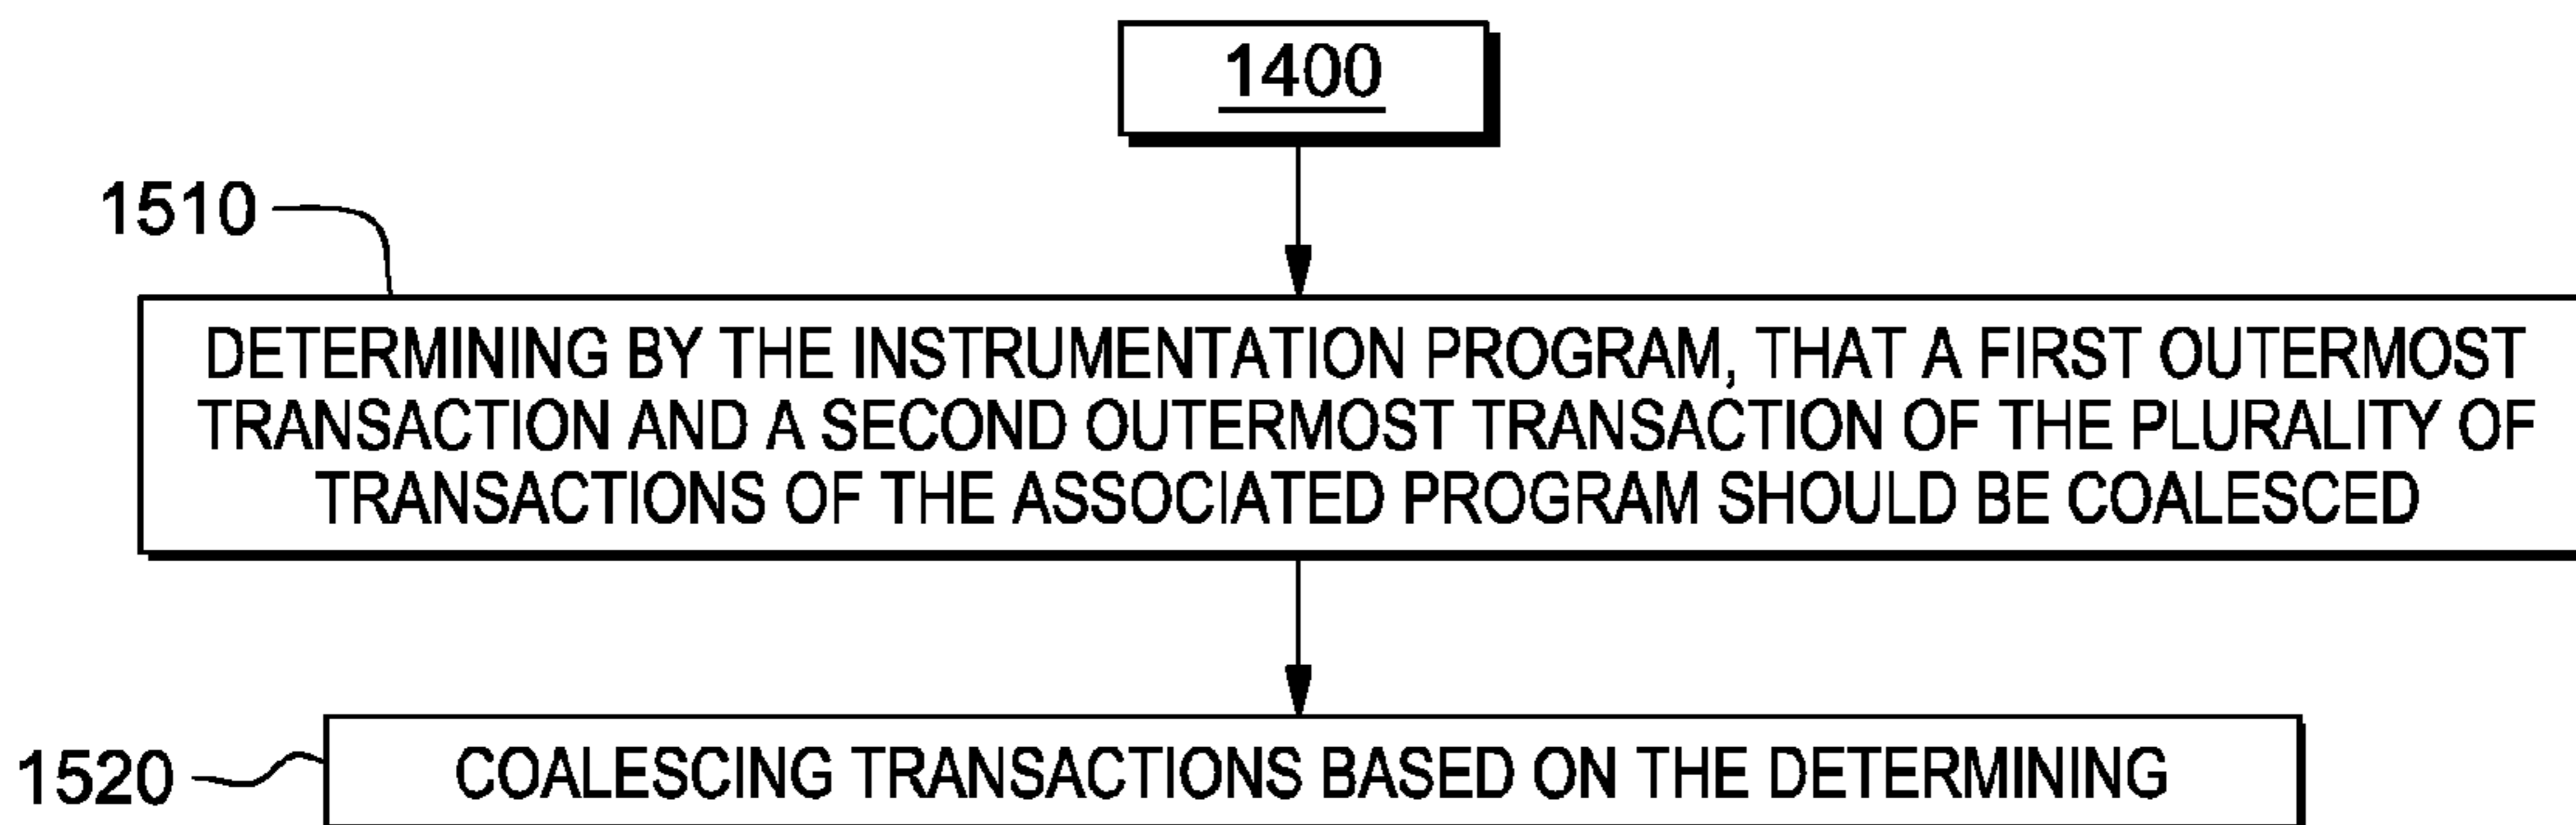 1400
1510
DETERMINING BY THE INSTRUMENTATION PROGRAM, THAT A FIRST OUTERMOST
TRANSACTION AND A SECOND OUTERMOST TRANSACTION OF THE PLURALITY OF
TRANSACTIONS OF THE ASSOCIATED PROGRAM SHOULD BE COALESCED
1520
COALESCING TRANSACTIONS BASED ON THE DETERMINING